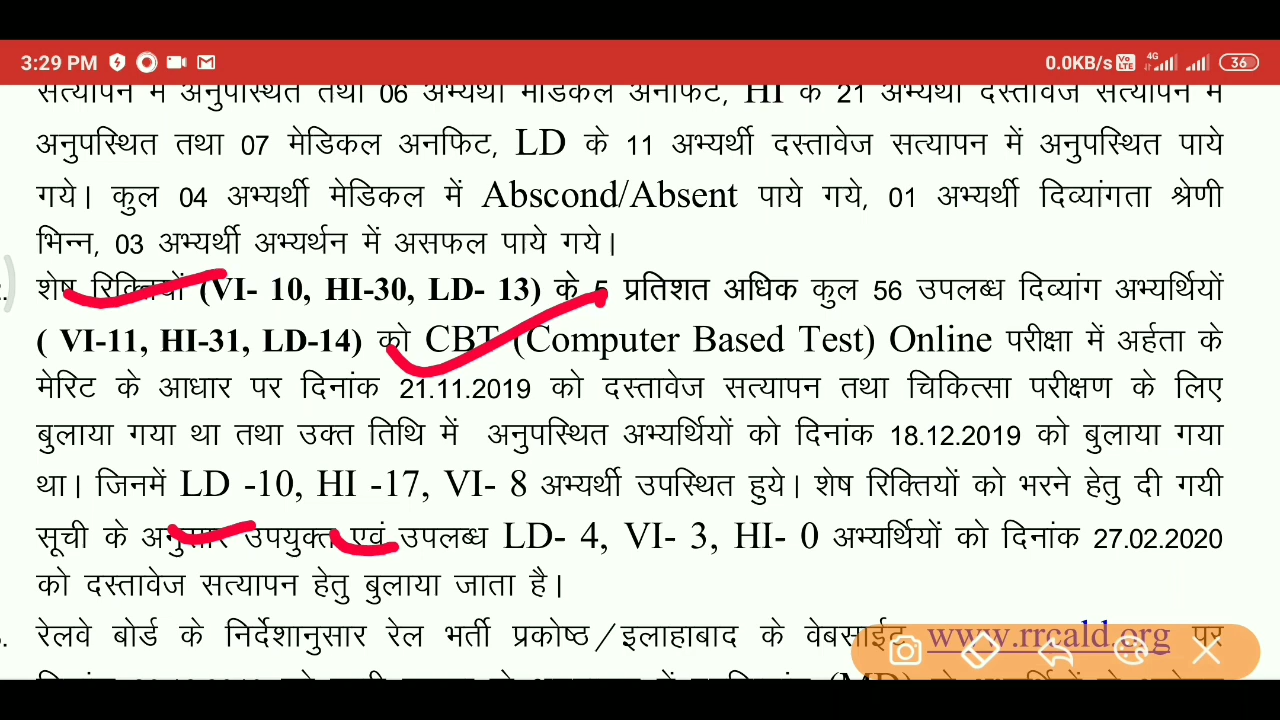 3:29 PM 0.0KB/s Vo LTE 4G 36
सत्यापन में अनुपस्थित तथा 06 अभ्यर्थी मेडिकल अनफिट, HI के 21 अभ्यर्थी दस्तावेज सत्यापन में
अनुपस्थित तथा 07 मेडिकल अनफिट, LD के 11 अभ्यर्थी दस्तावेज सत्यापन में अनुपस्थित पाये
गये। कुल 04 अभ्यर्थी मेडिकल में Abscond/Absent पाये गये, 01 अभ्यर्थी दिव्यांगता श्रेणी
भिन्न, 03 अभ्यर्थी अभ्यर्थन में असफल पाये गये।
शेष रिक्तियों (VI- 10, HI-30, LD- 13) के 5 प्रतिशत अधिक कुल 56 उपलब्ध दिव्यांग अभ्यर्थियों
( VI-11, HI-31, LD-14) को CBT (Computer Based Test) Online परीक्षा में अर्हता के
मेरिट के आधार पर दिनांक 21.11.2019 को दस्तावेज सत्यापन तथा चिकित्सा परीक्षण के लिए
बुलाया गया था तथा उक्त तिथि में अनुपस्थित अभ्यर्थियों को दिनांक 18.12.2019 को बुलाया गया
था। जिनमें LD -10, HI -17, VI- 8 अभ्यर्थी उपस्थित हुये। शेष रिक्तियों को भरने हेतु दी गयी
सूची के अनुसार उपयुक्त एवं उपलब्ध LD- 4, VI- 3, HI- 0 अभ्यर्थियों को दिनांक 27.02.2020
को दस्तावेज सत्यापन हेतु बुलाया जाता है।
रेलवे बोर्ड के निर्देशानुसार रेल भर्ती प्रकोष्ठ/इलाहाबाद के वेबसाईट www.rrcald.org पर